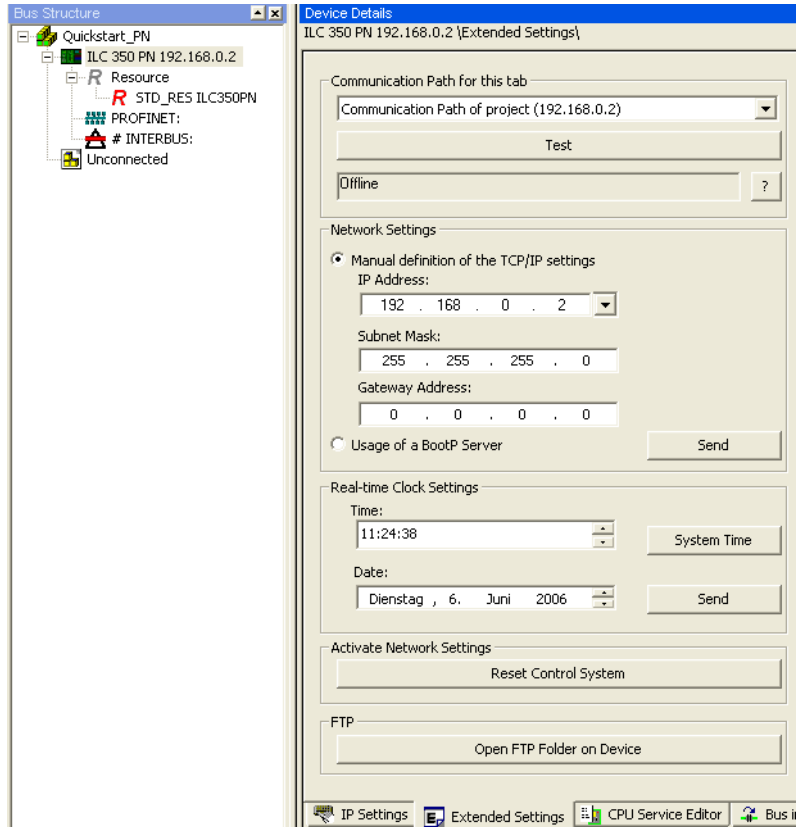 Bus Structure
Quickstart_PN
ILC 350 PN 192.168.0.2
R Resource
R STD_RES ILC350PN
PROFINET:
# INTERBUS:
Unconnected
Device Details
ILC 350 PN 192.168.0.2 \Extended Settings\
Communication Path for this tab
Communication Path of project (192.168.0.2)
Test
Offline
?
Network Settings
Manual definition of the TCP/IP settings
IP Address:
192 . 168 . 0 . 2
Subnet Mask:
255 . 255 . 255 . 0
Gateway Address:
0 . 0 . 0 . 0
Usage of a BootP Server
Send
Real-time Clock Settings
Time:
11:24:38
System Time
Date:
Dienstag , 6. Juni 2006
Send
Activate Network Settings
Reset Control System
FTP
Open FTP Folder on Device
IP Settings
Extended Settings
CPU Service Editor
Bus